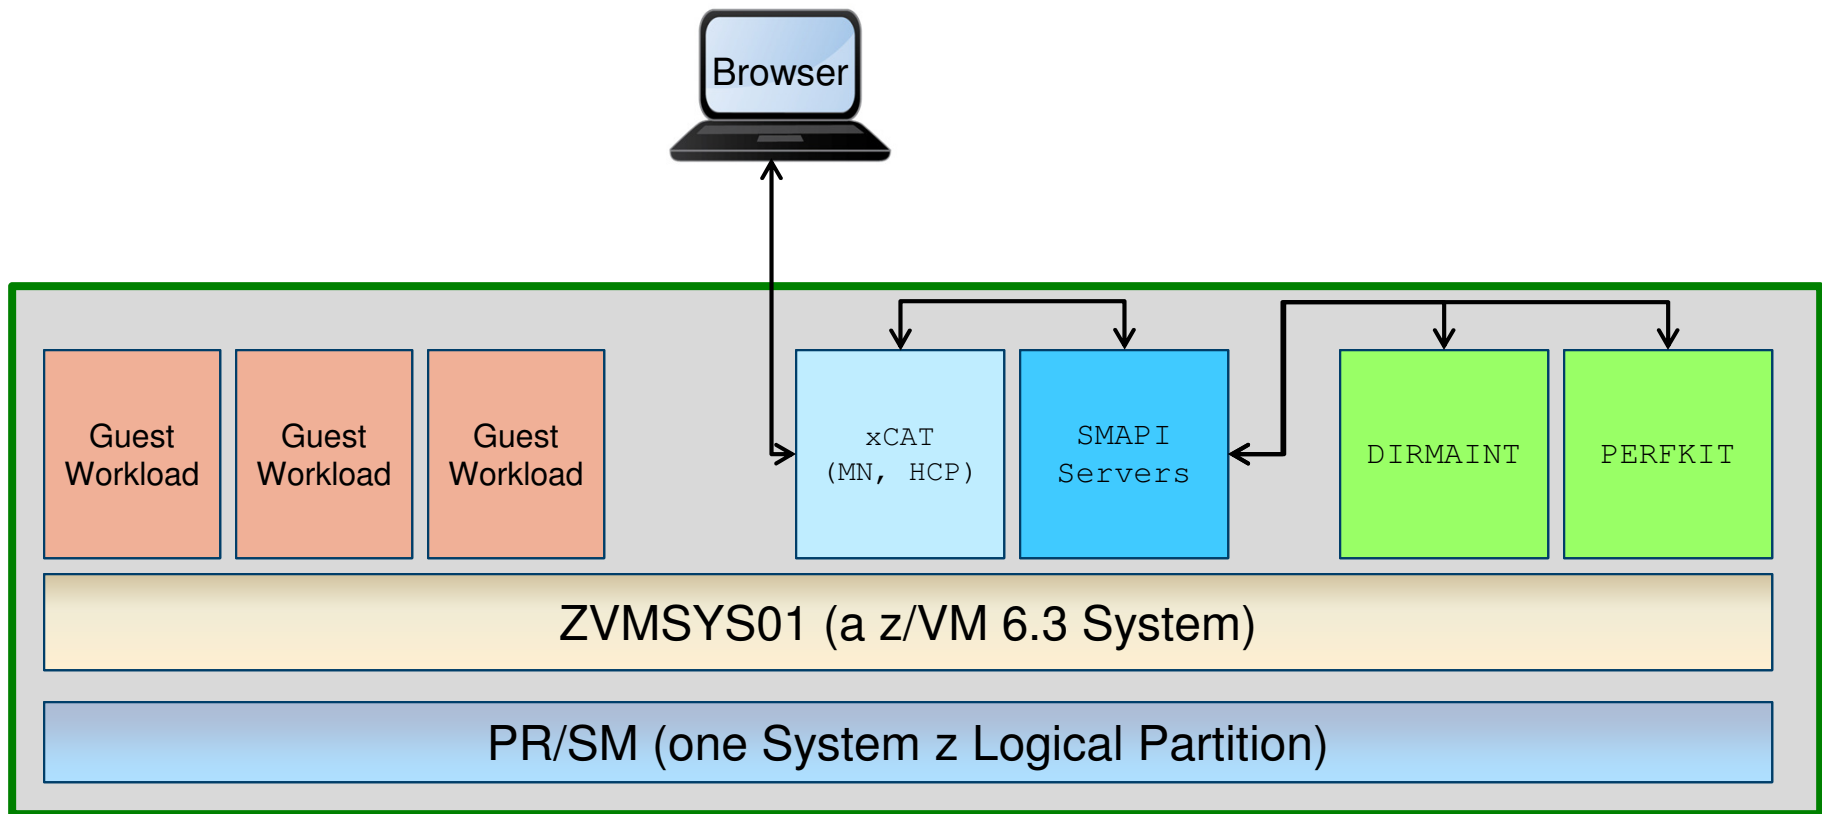 Browser
Guest
Workload
Guest
Workload
Guest
Workload
xCAT
(MN, HCP)
SMAPI
Servers
DIRMAINT
PERFKIT
ZVMSYS01 (a z/VM 6.3 System)
PR/SM (one System z Logical Partition)